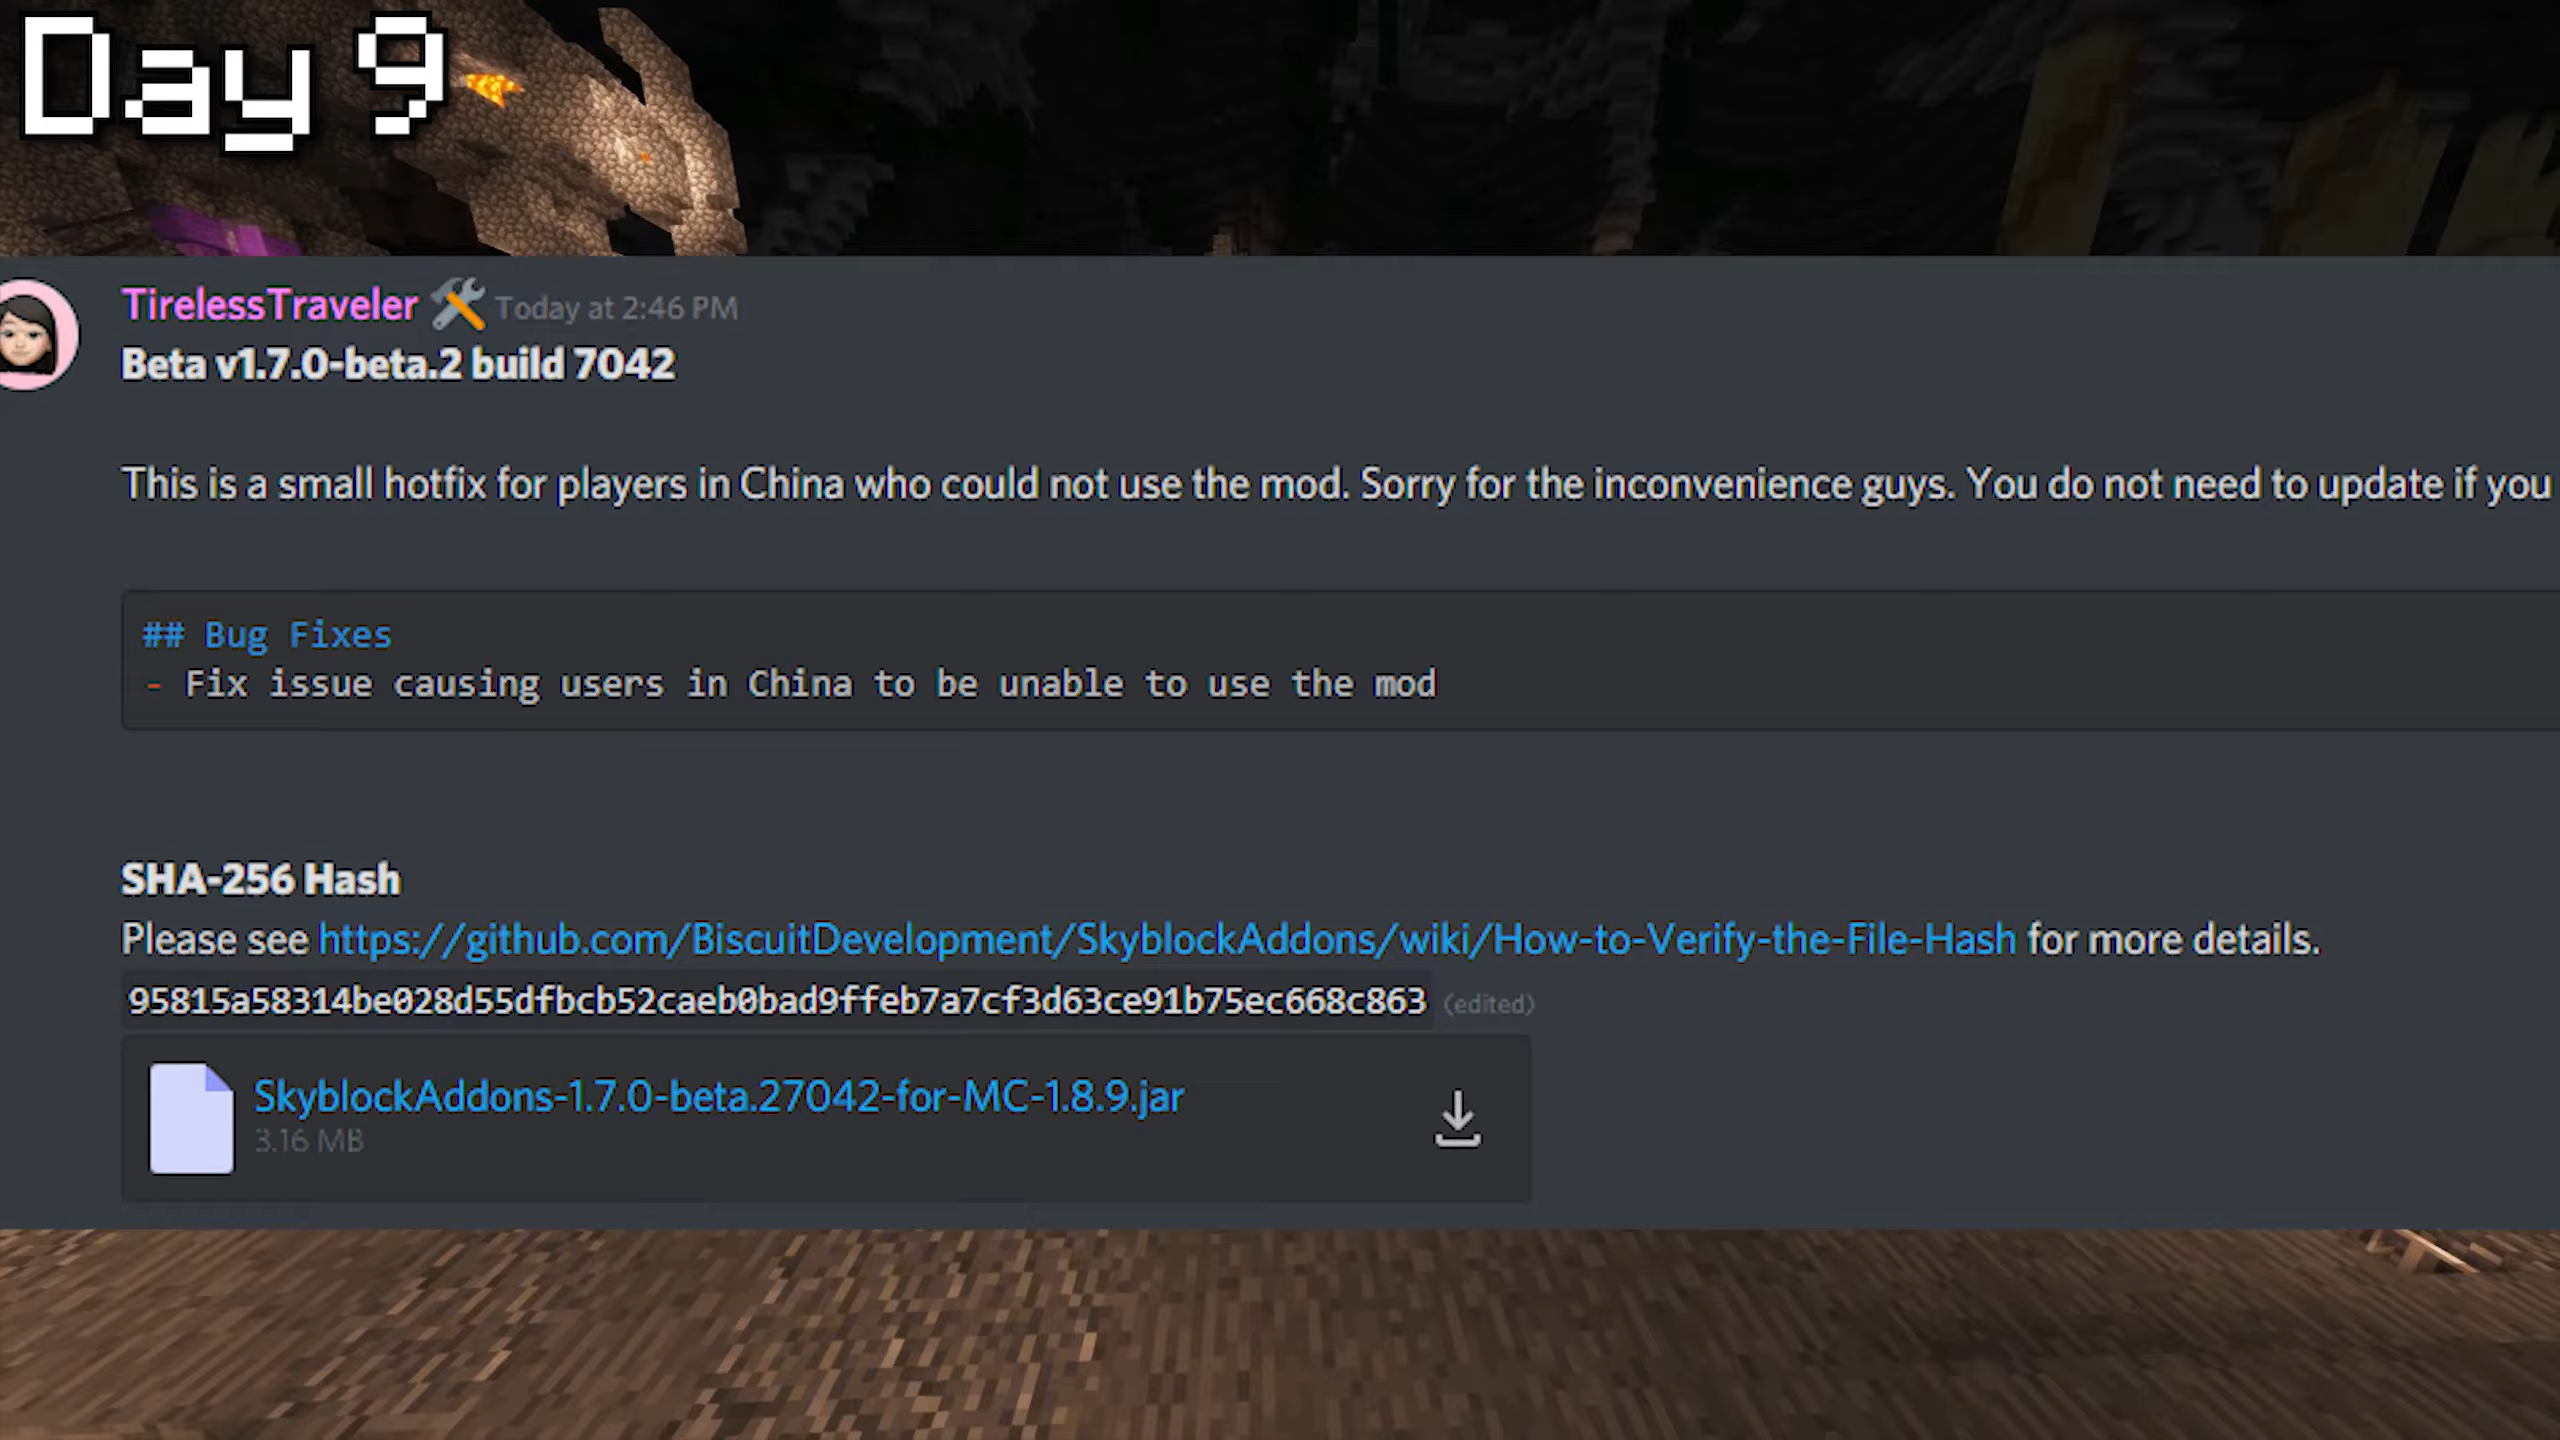 Day 9
TirelessTraveler Today at 2:46 PM
Beta v1.7.0-beta.2 build 7042
This is a small hotfix for players in China who could not use the mod. Sorry for the inconvenience guys. You do not need to update if you
## Bug Fixes
- Fix issue causing users in China to be unable to use the mod
SHA-256 Hash
Please see https://github.com/BiscuitDevelopment/SkyblockAddons/wiki/How-to-Verify-the-File-Hash for more details.
95815a58314be028d55dfbcb52caeb0bad9ffeb7a7cf3d63ce91b75ec668c863 (edited)
SkyblockAddons-1.7.0-beta.27042-for-MC-1.8.9.jar
3.16 MB